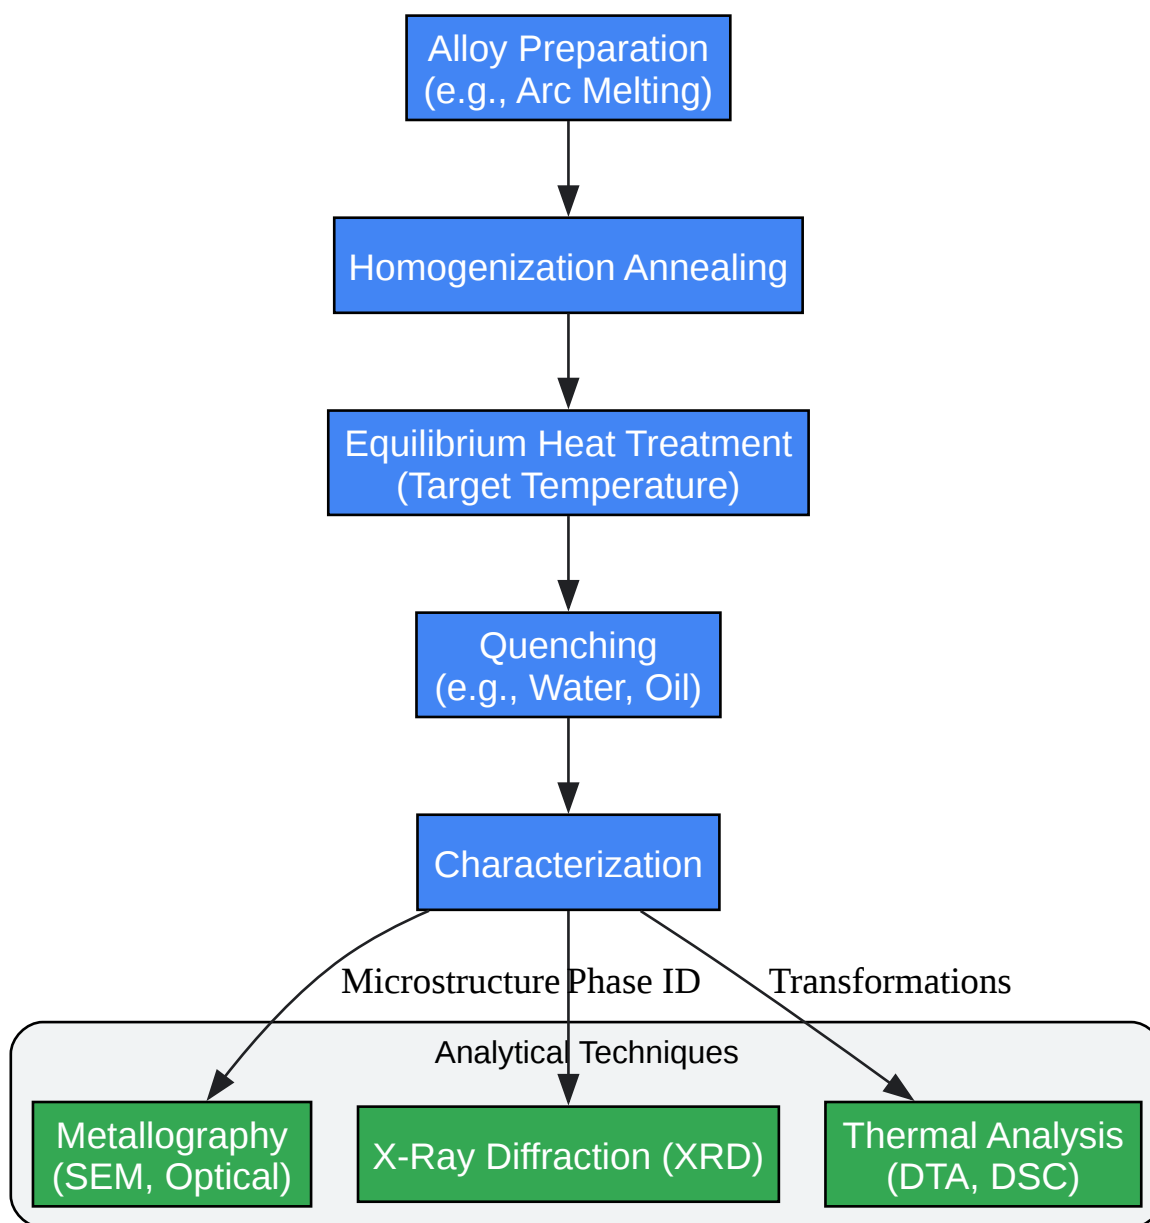 Alloy Preparation
(e.g., Arc Melting)
Homogenization Annealing
Equilibrium Heat Treatment
(Target Temperature)
Quenching
(e.g., Water, Oil)
Characterization
Microstructure
Phase ID
Transformations
Analytical Techniques
Metallography
(SEM, Optical)
X-Ray Diffraction (XRD)
Thermal Analysis
(DTA, DSC)